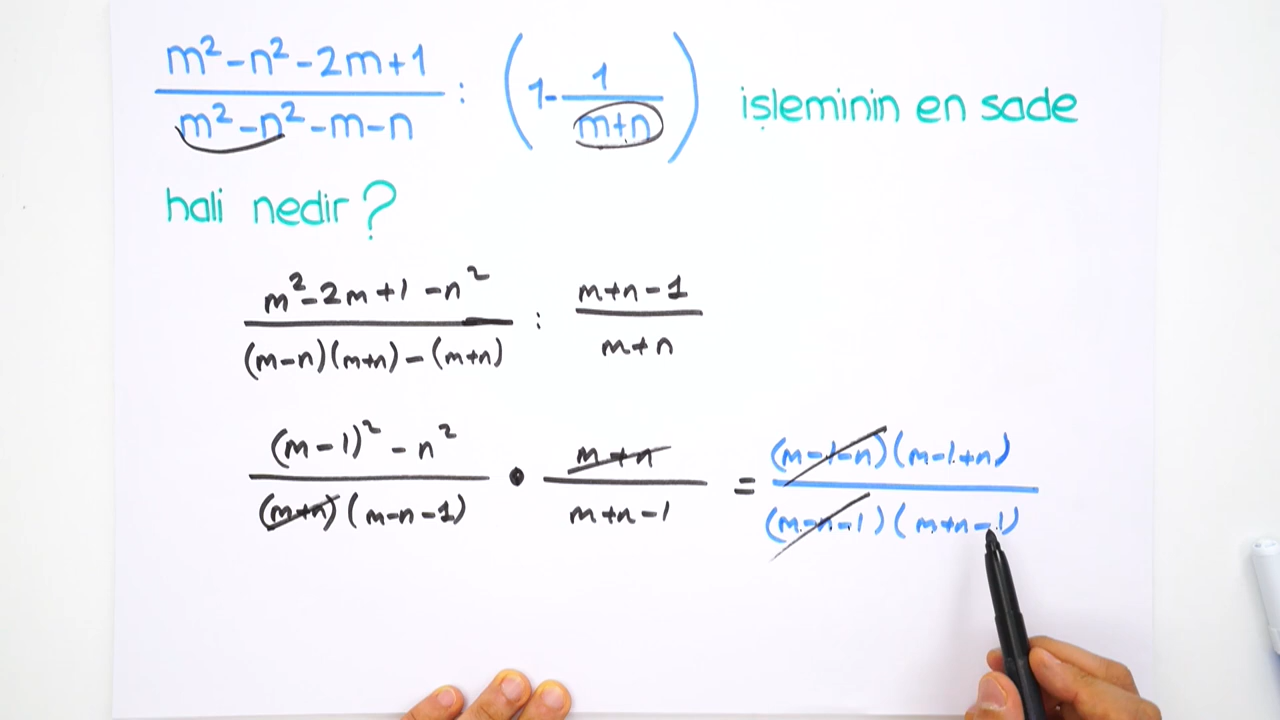 m² - n² - 2m + 1 / m² - n² - m - n : (1 - 1 / m+n) işleminin en sade
hali nedir ?
m² - 2m + 1 - n² / (m-n)(m+n) - (m+n) : m+n-1 / m+n
(m-1)² - n² / (m+n)(m-n-1) • m+n / m+n-1 = (m-1-n)(m-1+n) / (m-n-1)(m+n-1)